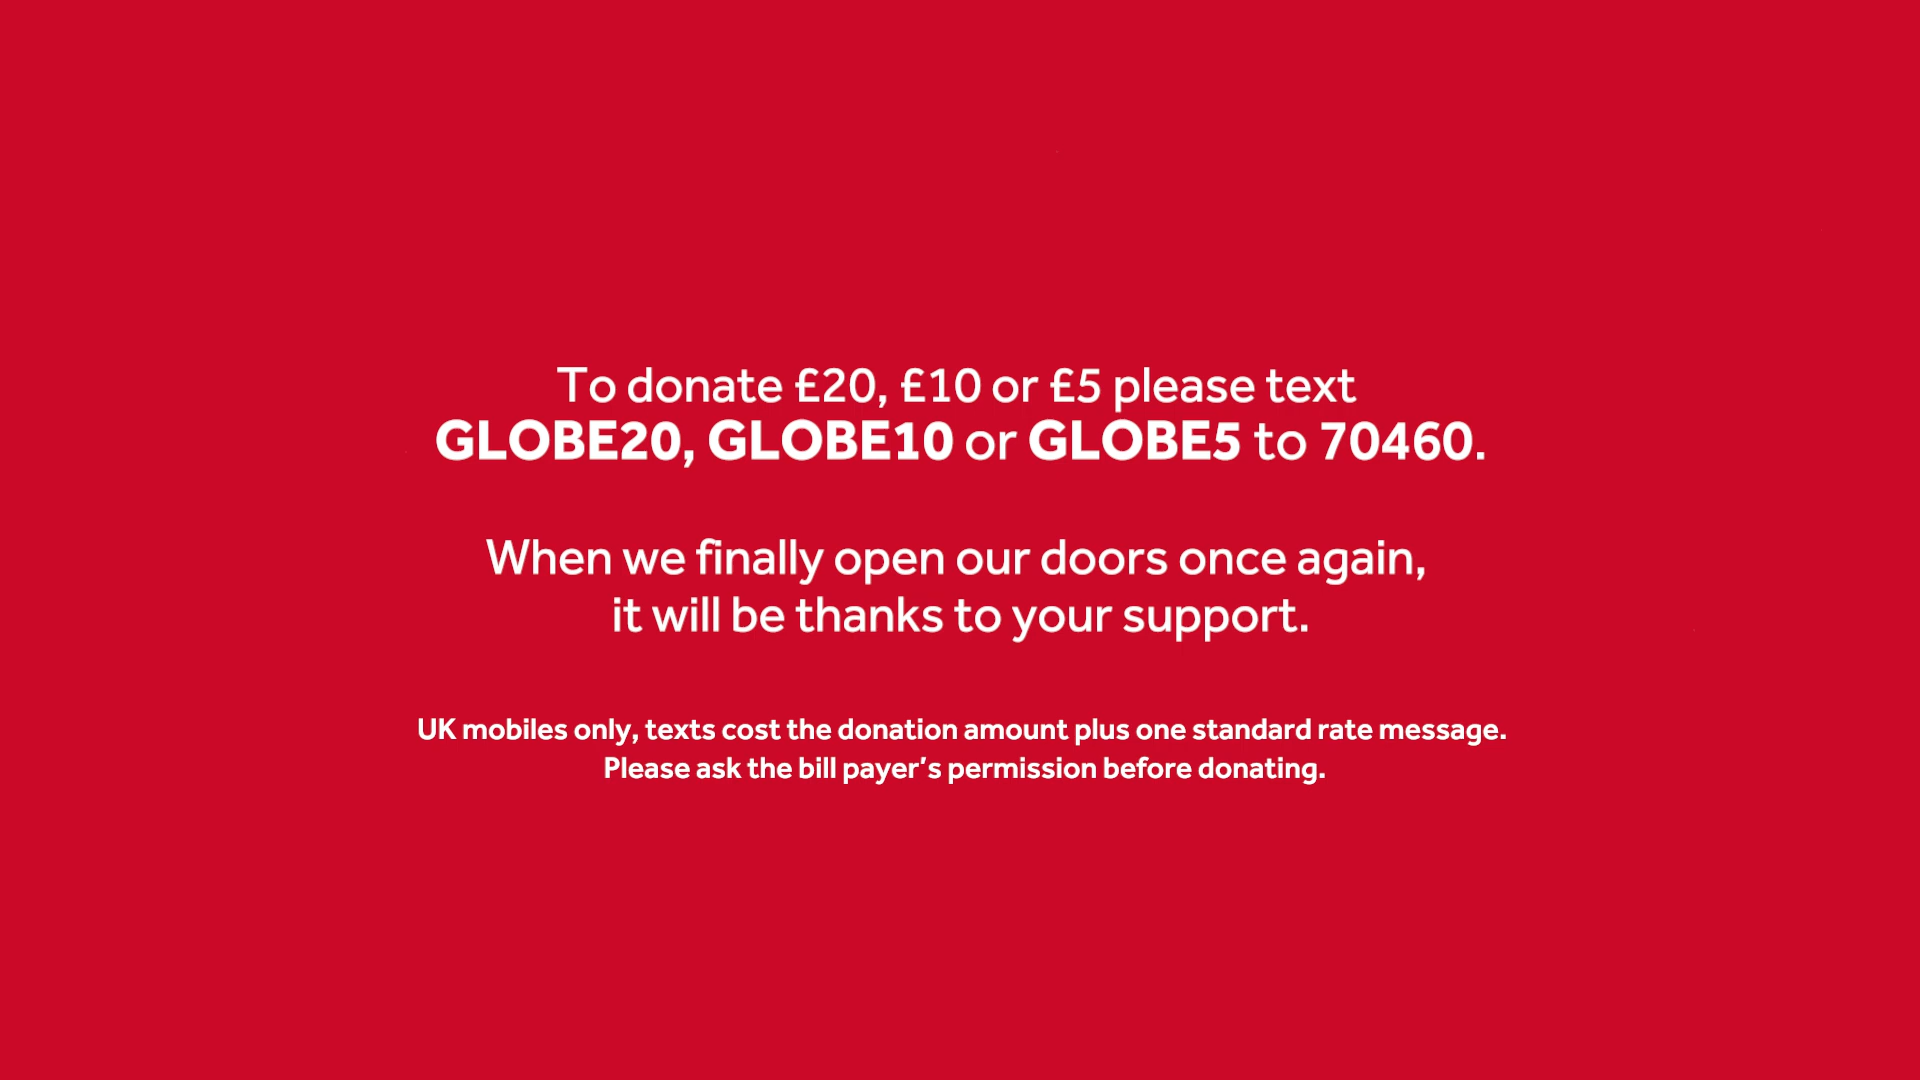 To donate £20, £10 or £5 please text
GLOBE20, GLOBE10 or GLOBE5 to 70460.
When we finally open our doors once again,
it will be thanks to your support.
UK mobiles only, texts cost the donation amount plus one standard rate message.
Please ask the bill payer’s permission before donating.